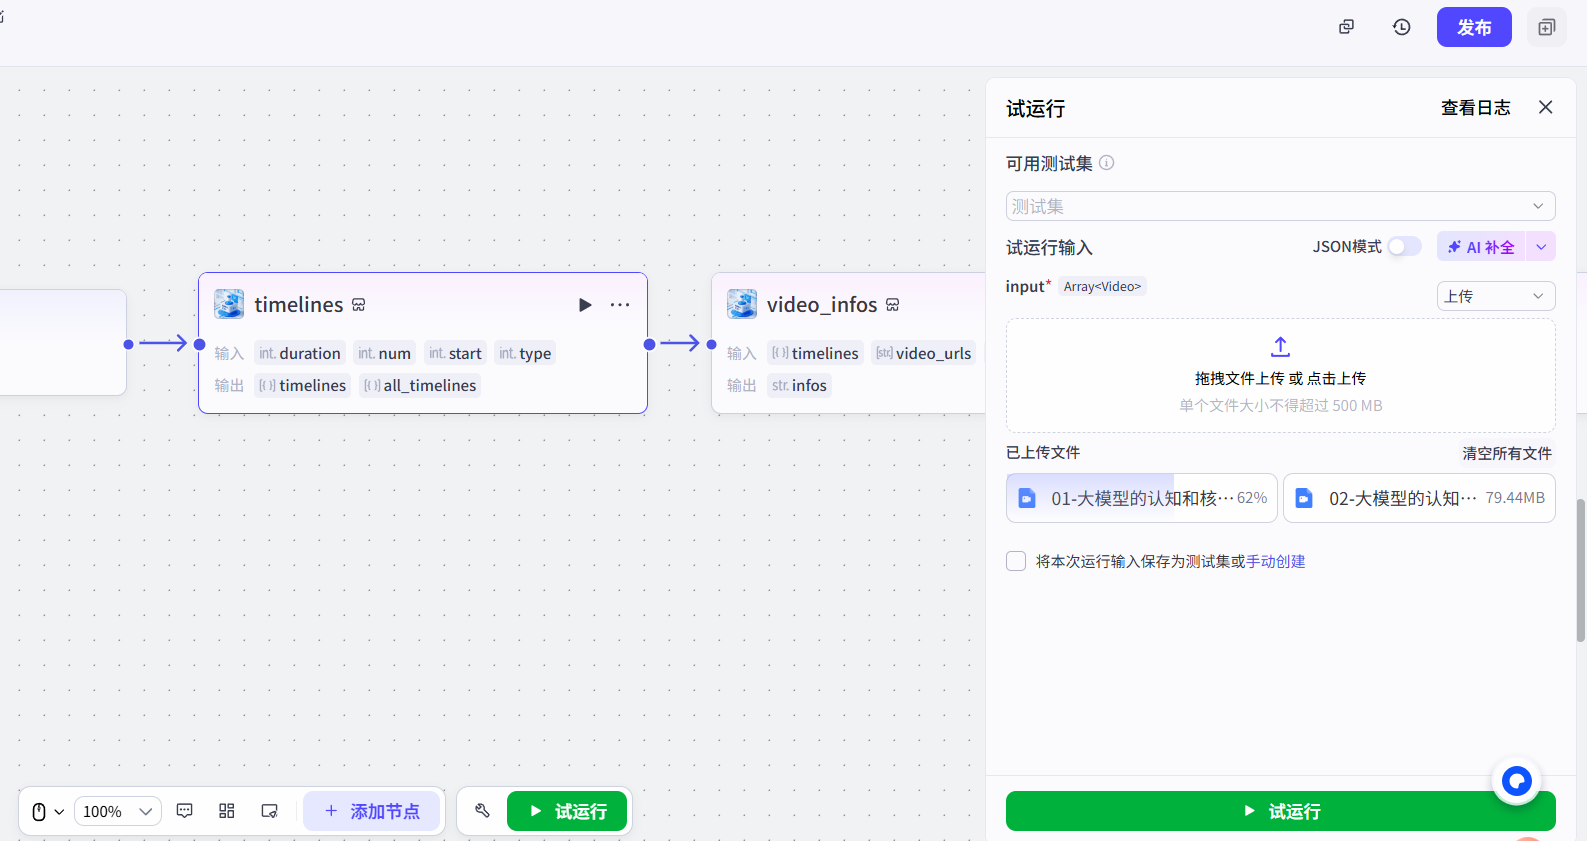 发布
试运行
查看日志
可用测试集
测试集
试运行输入
JSON模式
AI 补全
input* Array<Video>
上传
拖拽文件上传 或 点击上传
单个文件大小不得超过 500 MB
已上传文件
清空所有文件
01-大模型的认知和核··· 62%
02-大模型的认知··· 79.44MB
将本次运行输入保存为测试集或手动创建
试运行
timelines
输入 int. duration int. num int. start int. type
输出 [()] timelines [()] all_timelines
video_infos
输入 [()] timelines [str] video_urls
输出 str. infos
100%
+ 添加节点
试运行